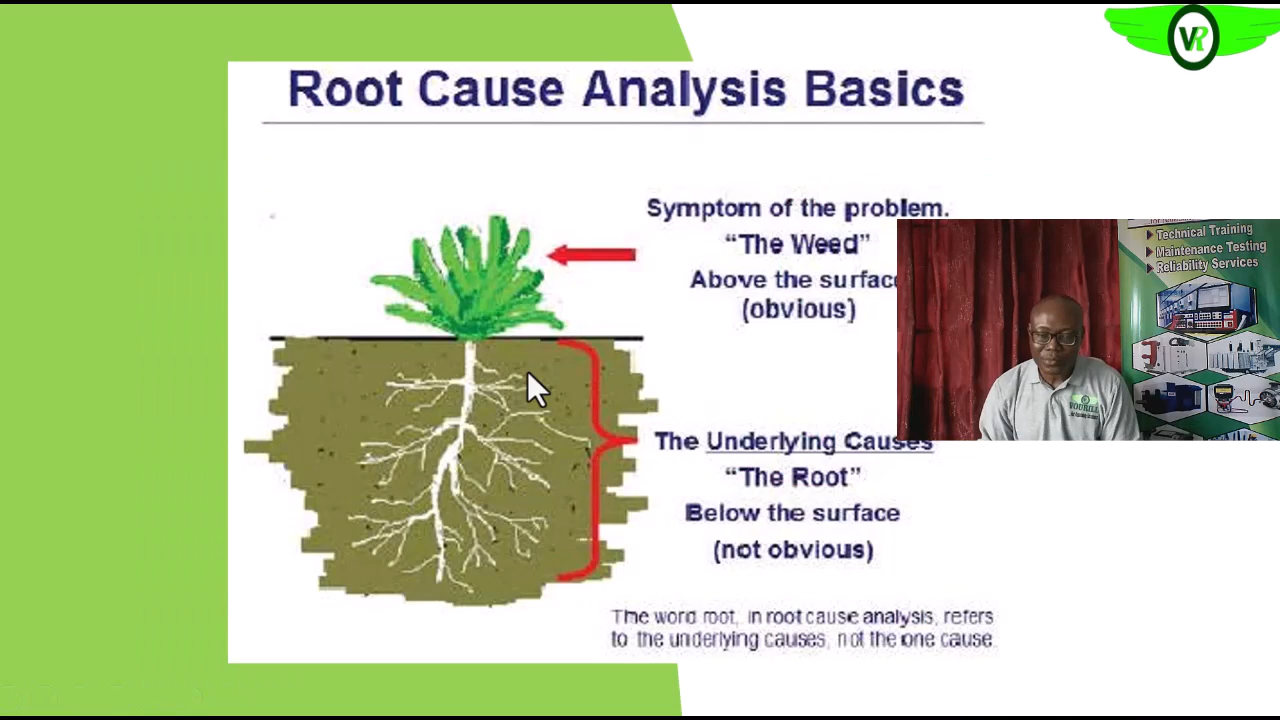 VR
Root Cause Analysis Basics
Symptom of the problem.
“The Weed”
Above the surfac
(obvious)
Technical Training
Maintenance Testing
Reliability Services
The Underlying Causes
“The Root”
Below the surface
(not obvious)
The word root, in root cause analysis, refers
to the underlying causes, not the one cause.